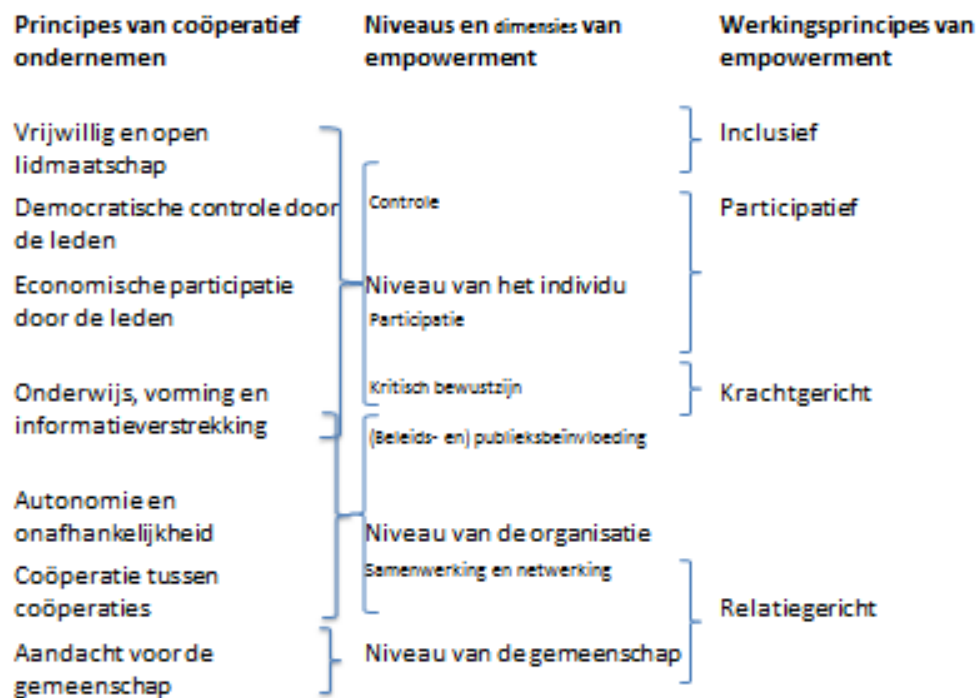 Principes van coöperatief
ondernemen
Vrijwillig en open
lidmaatschap
Democratische controle door
de leden
Economische participatie
door de leden
Onderwijs, vorming en
informatieverstrekking
Autonomie en
onafhankelijkheid
Coöperatie tussen
coöperaties
Aandacht voor de
gemeenschap
Niveaus en dimensies van
empowerment
Controle
Niveau van het individu
Participatie
Kritisch bewustzijn
(Beleids- en) publieksbeïnvloeding
Niveau van de organisatie
Samenwerking en netwerking
Niveau van de gemeenschap
Werkingsprincipes van
empowerment
Inclusief
Participatief
Krachtgericht
Relatiegericht